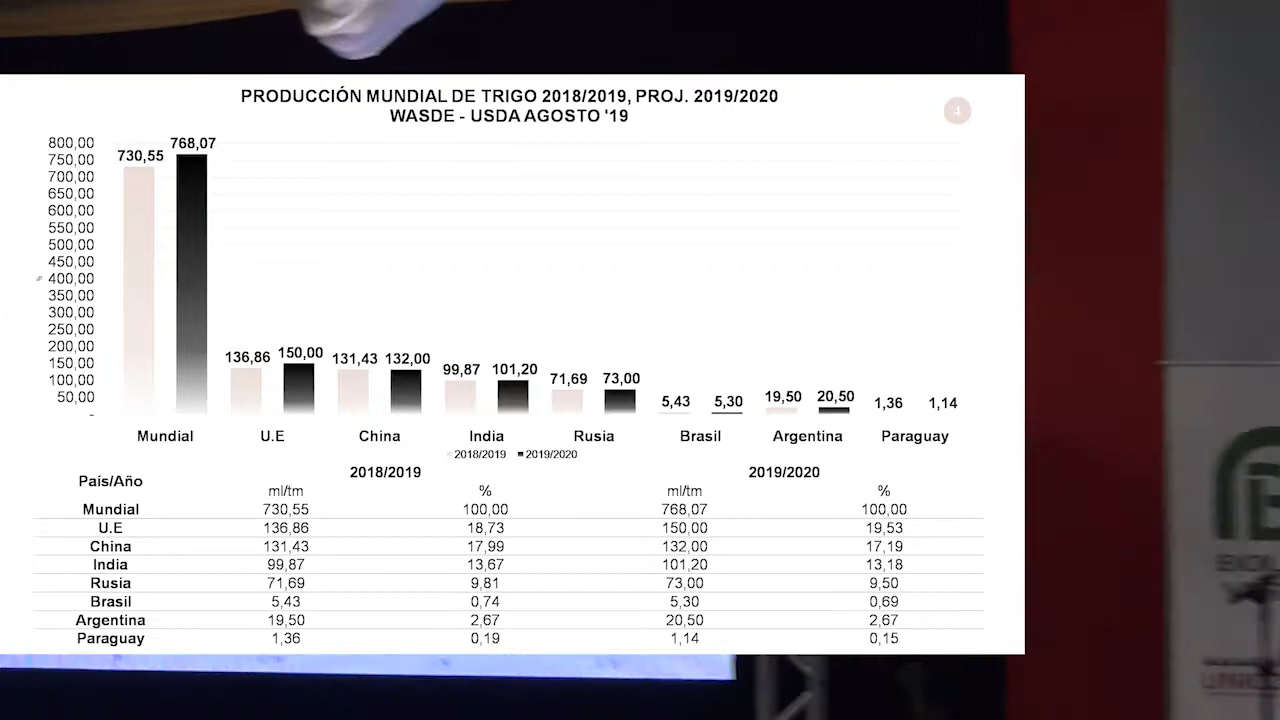 PRODUCCIÓN MUNDIAL DE TRIGO 2018/2019, PROJ. 2019/2020
WASDE - USDA AGOSTO '19
4
800,00
750,00
700,00
650,00
600,00
550,00
500,00
450,00
400,00
350,00
300,00
250,00
200,00
150,00
100,00
50,00
-
730,55 768,07
136,86 150,00
131,43 132,00
99,87 101,20
71,69 73,00
5,43 5,30
19,50 20,50
1,36 1,14
Mundial U.E China India Rusia Brasil Argentina Paraguay
2018/2019 2019/2020
País/Año 2018/2019 2019/2020
ml/tm % ml/tm %
Mundial 730,55 100,00 768,07 100,00
U.E 136,86 18,73 150,00 19,53
China 131,43 17,99 132,00 17,19
India 99,87 13,67 101,20 13,18
Rusia 71,69 9,81 73,00 9,50
Brasil 5,43 0,74 5,30 0,69
Argentina 19,50 2,67 20,50 2,67
Paraguay 1,36 0,19 1,14 0,15